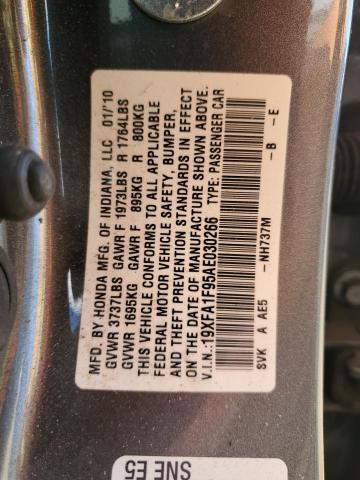 MFD. BY HONDA MFG. OF INDIANA, LLC 01/'10
GVWR 3737LBS GAWR F 1973LBS R 1764LBS
GVWR 1695KG GAWR F 895KG R 800KG
THIS VEHICLE CONFORMS TO ALL APPLICABLE
FEDERAL MOTOR VEHICLE SAFETY, BUMPER,
AND THEFT PREVENTION STANDARDS IN EFFECT
ON THE DATE OF MANUFACTURE SHOWN ABOVE.
V.I.N.:19XFA1F95AE030266 TYPE:PASSENGER CAR
-NH737M -B -E
SVK A AE5
SNE E5